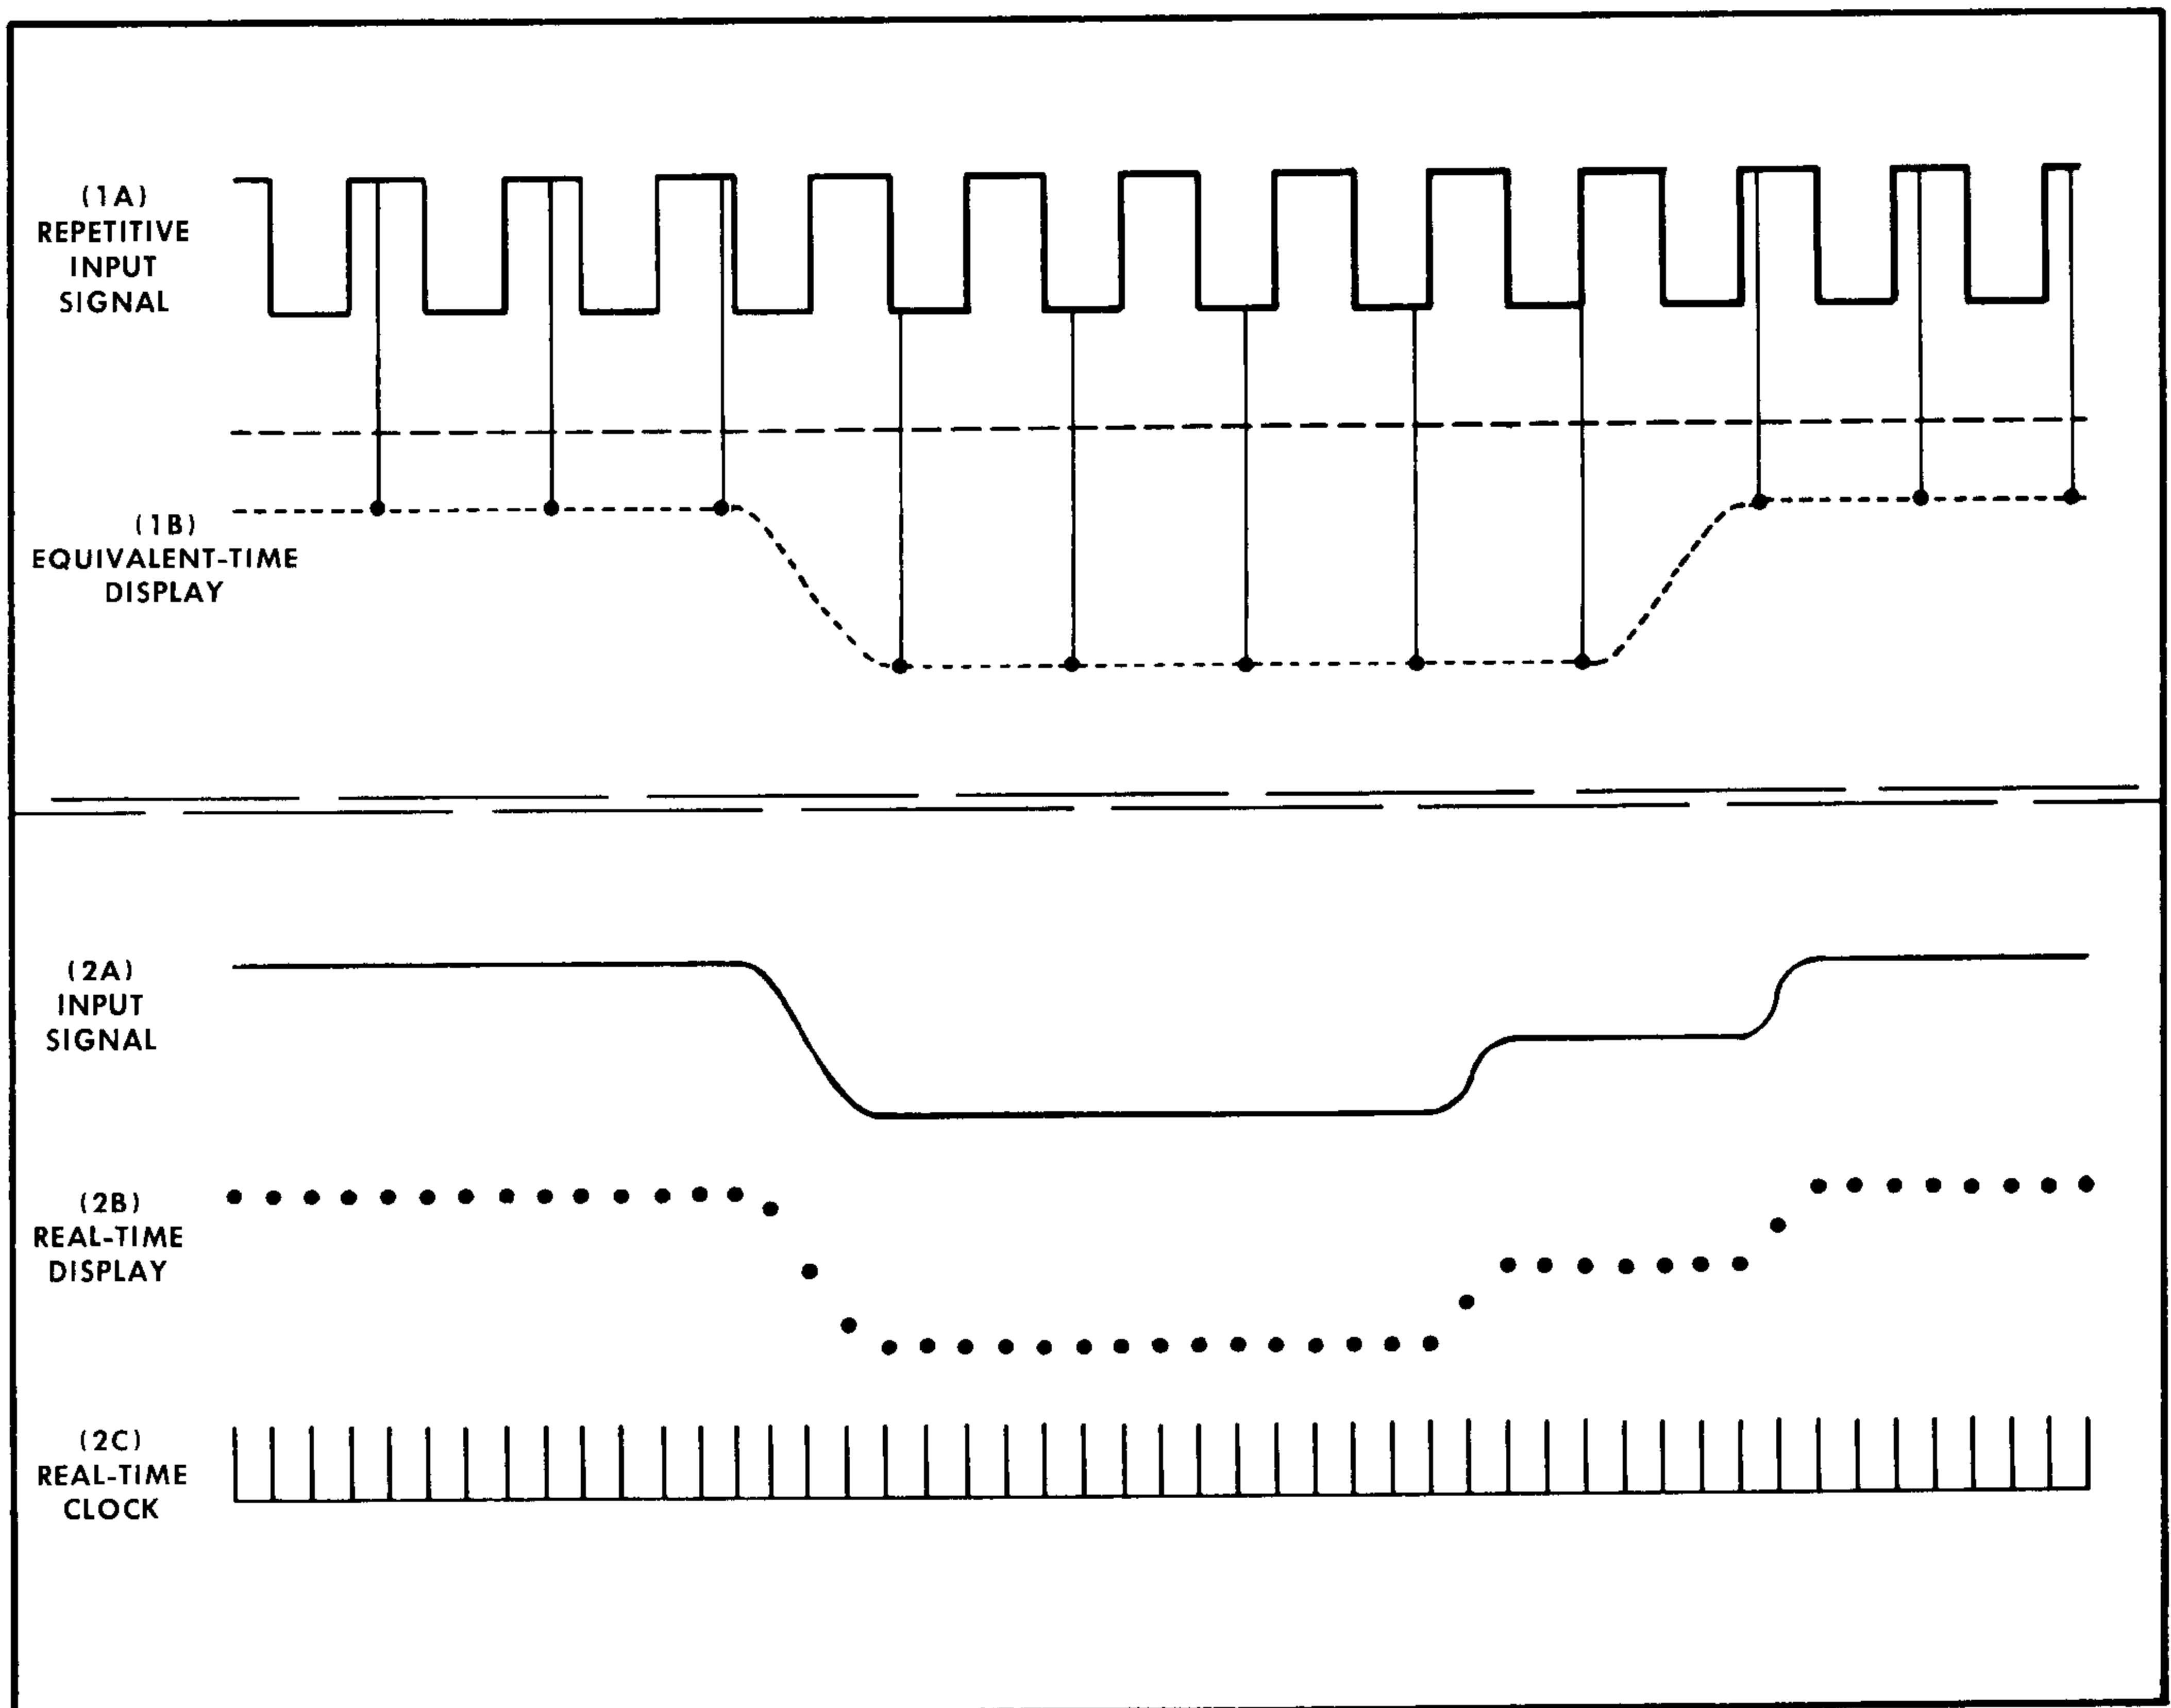 (1A)
REPETITIVE
INPUT
SIGNAL
(1B)
EQUIVALENT-TIME
DISPLAY
(2A)
INPUT
SIGNAL
(2B)
REAL-TIME
DISPLAY
(2C)
REAL-TIME
CLOCK